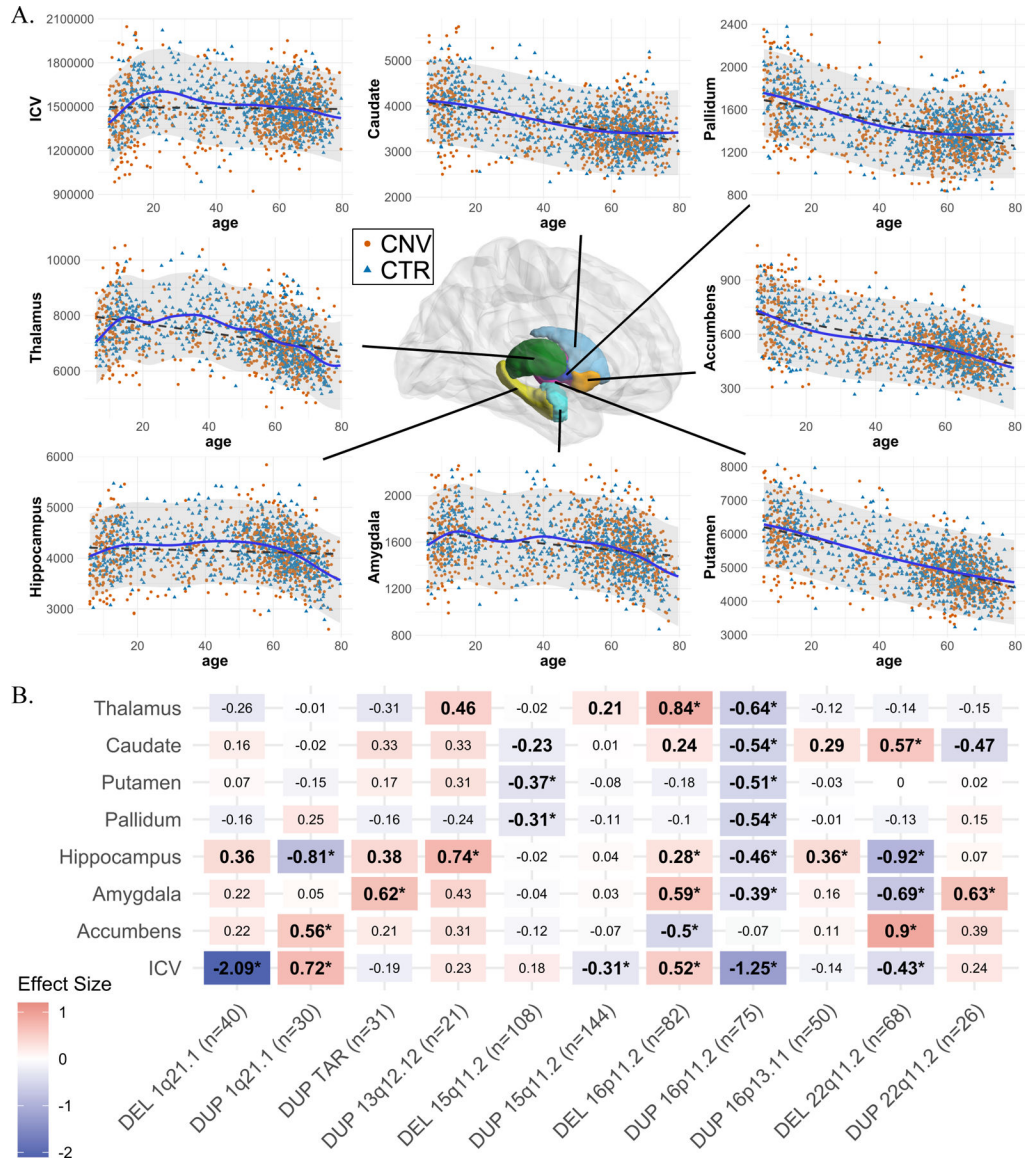 A.
2100000
1800000
1500000
1200000
900000
ICV
20 40 60 80
age
5000
4000
3000
2000
Caudate
20 40 60 80
age
2400
2000
1600
1200
800
Pallidum
20 40 60 80
age
CNV
CTR
10000
8000
6000
Thalamus
20 40 60 80
age
900
600
300
Accumbens
20 40 60 80
age
6000
5000
4000
3000
Hippocampus
20 40 60 80
age
2000
1600
1200
800
Amygdala
20 40 60 80
age
8000
7000
6000
5000
4000
3000
Putamen
20 40 60 80
age
B.
Thalamus -0.26 -0.01 -0.31 0.46 -0.02 0.21 0.84* -0.64* -0.12 -0.14 -0.15
Caudate 0.16 -0.02 0.33 0.33 -0.23 0.01 0.24 -0.54* 0.29 0.57* -0.47
Putamen 0.07 -0.15 0.17 0.31 -0.37* -0.08 -0.18 -0.51* -0.03 0 0.02
Pallidum -0.16 0.25 -0.16 -0.24 -0.31* -0.11 -0.1 -0.54* -0.01 -0.13 0.15
Hippocampus 0.36 -0.81* 0.38 0.74* -0.02 0.04 0.28* -0.46* 0.36* -0.92* 0.07
Amygdala 0.22 0.05 0.62* 0.43 -0.04 0.03 0.59* -0.39* 0.16 -0.69* 0.63*
Accumbens 0.22 0.56* 0.21 0.31 -0.12 -0.07 -0.5* -0.07 0.11 0.9* 0.39
ICV -2.09* 0.72* -0.19 0.23 0.18 -0.31* 0.52* -1.25* -0.14 -0.43* 0.24
Effect Size
1
0
-1
-2
DEL 1q21.1 (n=40)
DUP 1q21.1 (n=30)
DUP TAR (n=31)
DUP 13q12.12 (n=21)
DEL 15q11.2 (n=108)
DUP 15q11.2 (n=144)
DEL 16p11.2 (n=82)
DUP 16p11.2 (n=75)
DUP 16p13.11 (n=50)
DEL 22q11.2 (n=68)
DUP 22q11.2 (n=26)